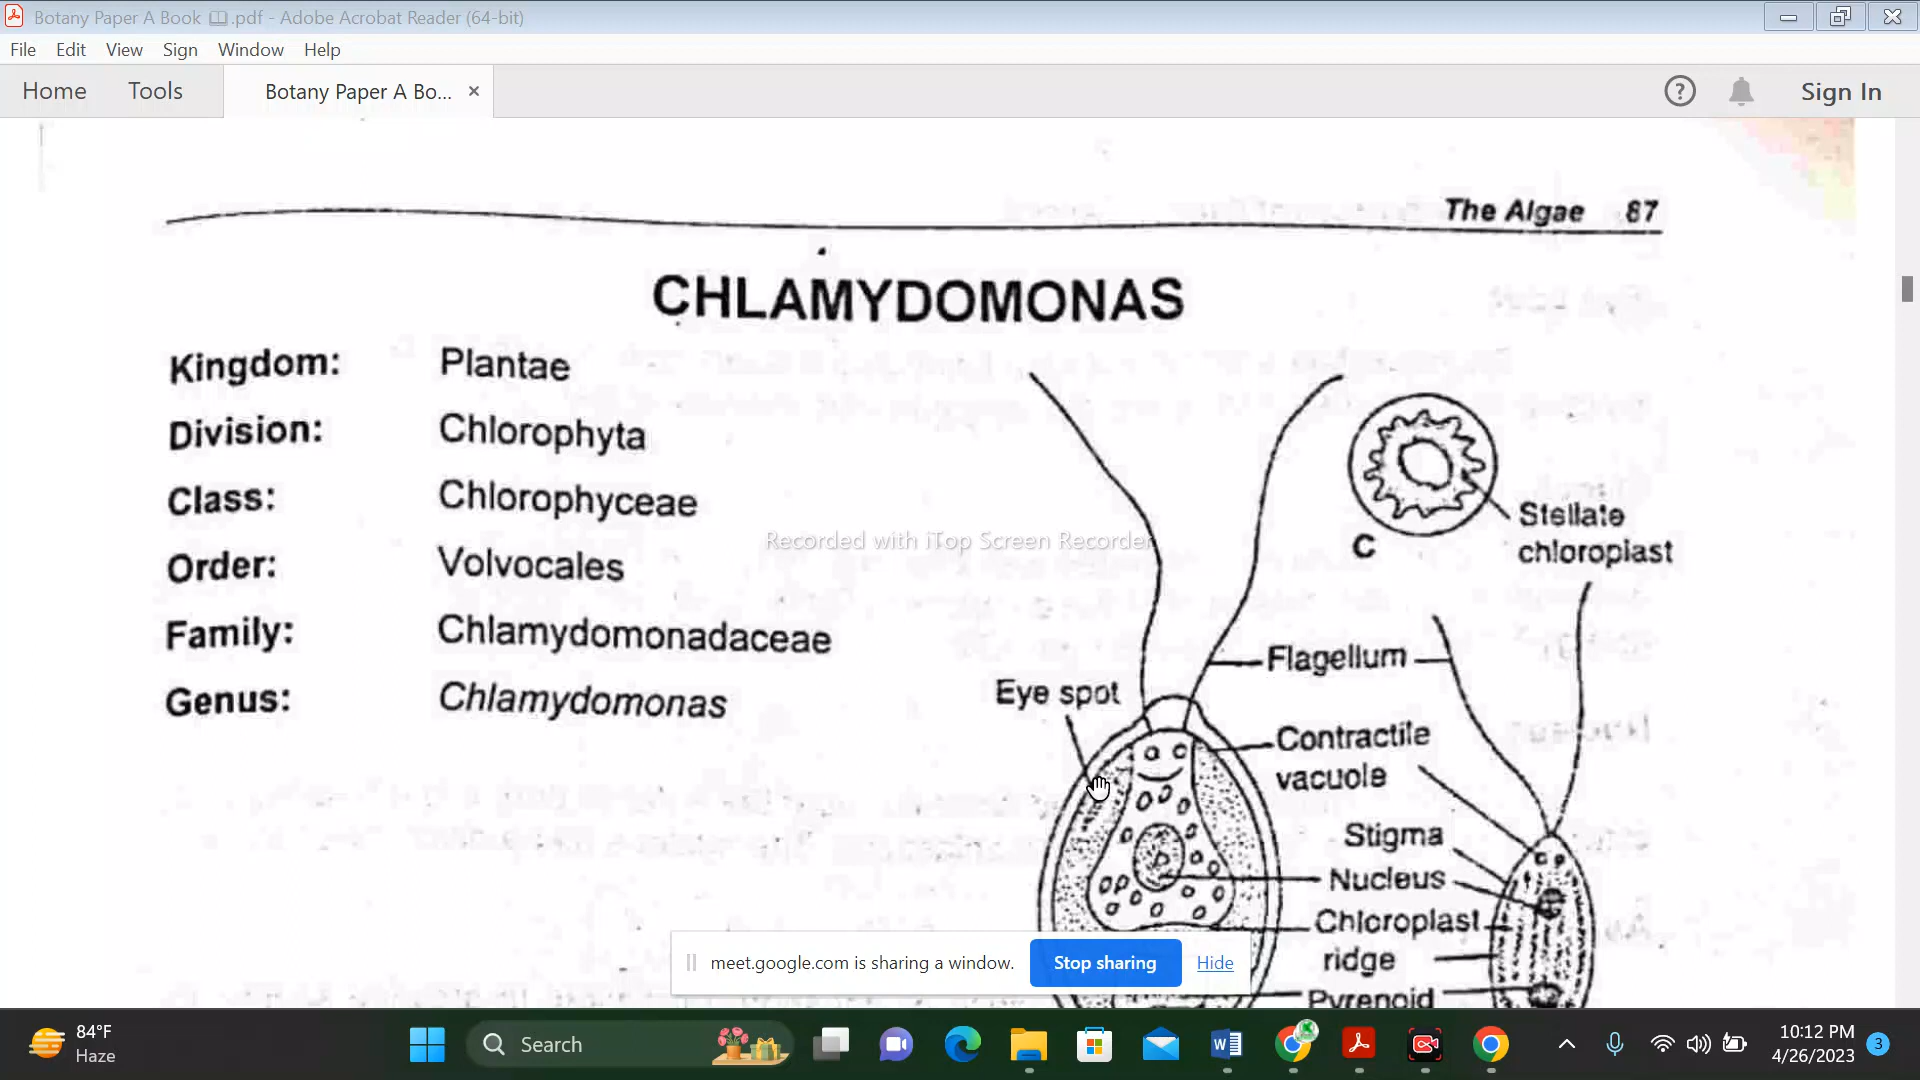 Botany Paper A Book 📖.pdf - Adobe Acrobat Reader (64-bit)
File Edit View Sign Window Help
Home Tools Botany Paper A Bo... × Sign In
The Algae 87
CHLAMYDOMONAS
Kingdom: Plantae
Division: Chlorophyta
Class: Chlorophyceae
Order: Volvocales
Family: Chlamydomonadaceae
Genus: Chlamydomonas
Recorded with iTop Screen Recorder
Stellate
chloroplast
C
Flagellum
Eye spot
Contractile
vacuole
Stigma
Nucleus
Chloroplast
ridge
Pyrenoid
meet.google.com is sharing a window. Stop sharing Hide
84°F
Haze
Search
10:12 PM
4/26/2023
3